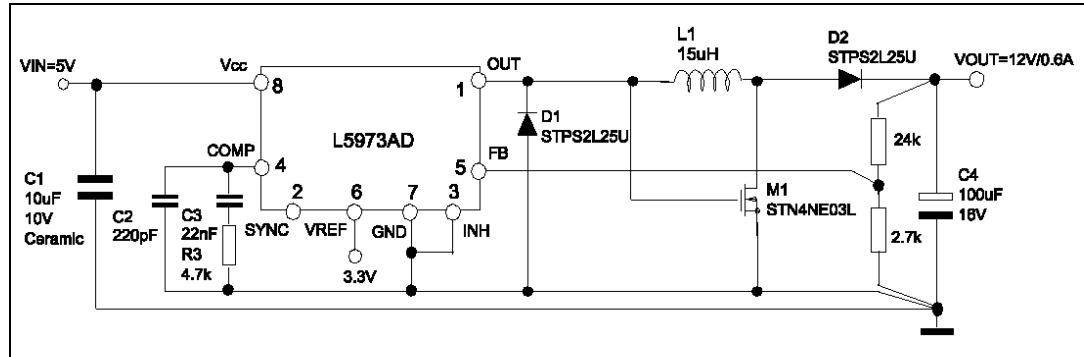 L1
15uH
D2
STPS2L25U
VOUT=12V/0.6A
VIN=5V
Vcc
8
OUT
1
D1
STPS2L25U
L5973AD
24k
COMP
4
FB
5
C1
10uF
10V
Ceramic
C2
220pF
C3
22nF
R3
4.7k
2
SYNC
6
VREF
7
GND
3
INH
3.3V
M1
STN4NE03L
C4
100uF
16V
2.7k